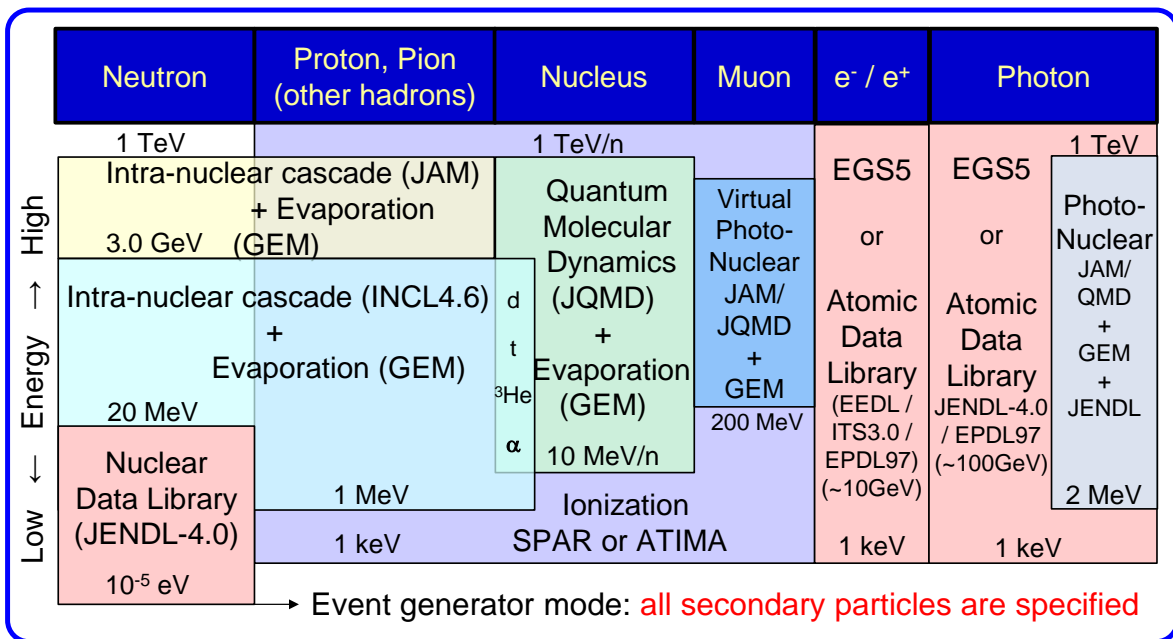 Neutron
Proton, Pion
(other hadrons)
Nucleus
Muon
e⁻ / e⁺
Photon
High
↑
Energy
↓
Low
1 TeV
Intra-nuclear cascade (JAM)
+ Evaporation
(GEM)
3.0 GeV
Intra-nuclear cascade (INCL4.6)
+
Evaporation (GEM)
20 MeV
1 MeV
d
t
³He
α
Nuclear
Data Library
(JENDL-4.0)
10⁻⁵ eV
1 TeV/n
Quantum
Molecular
Dynamics
(JQMD)
+
Evaporation
(GEM)
10 MeV/n
Virtual
Photo-
Nuclear
JAM/
JQMD
+
GEM
200 MeV
Ionization
SPAR or ATIMA
1 keV
EGS5
or
Atomic
Data
Library
(EEDL /
ITS3.0 /
EPDL97)
(~10GeV)
1 keV
EGS5
or
Atomic
Data
Library
JENDL-4.0
/ EPDL97
(~100GeV)
1 keV
1 TeV
Photo-
Nuclear
JAM/
QMD
+
GEM
+
JENDL
2 MeV
Event generator mode: all secondary particles are specified